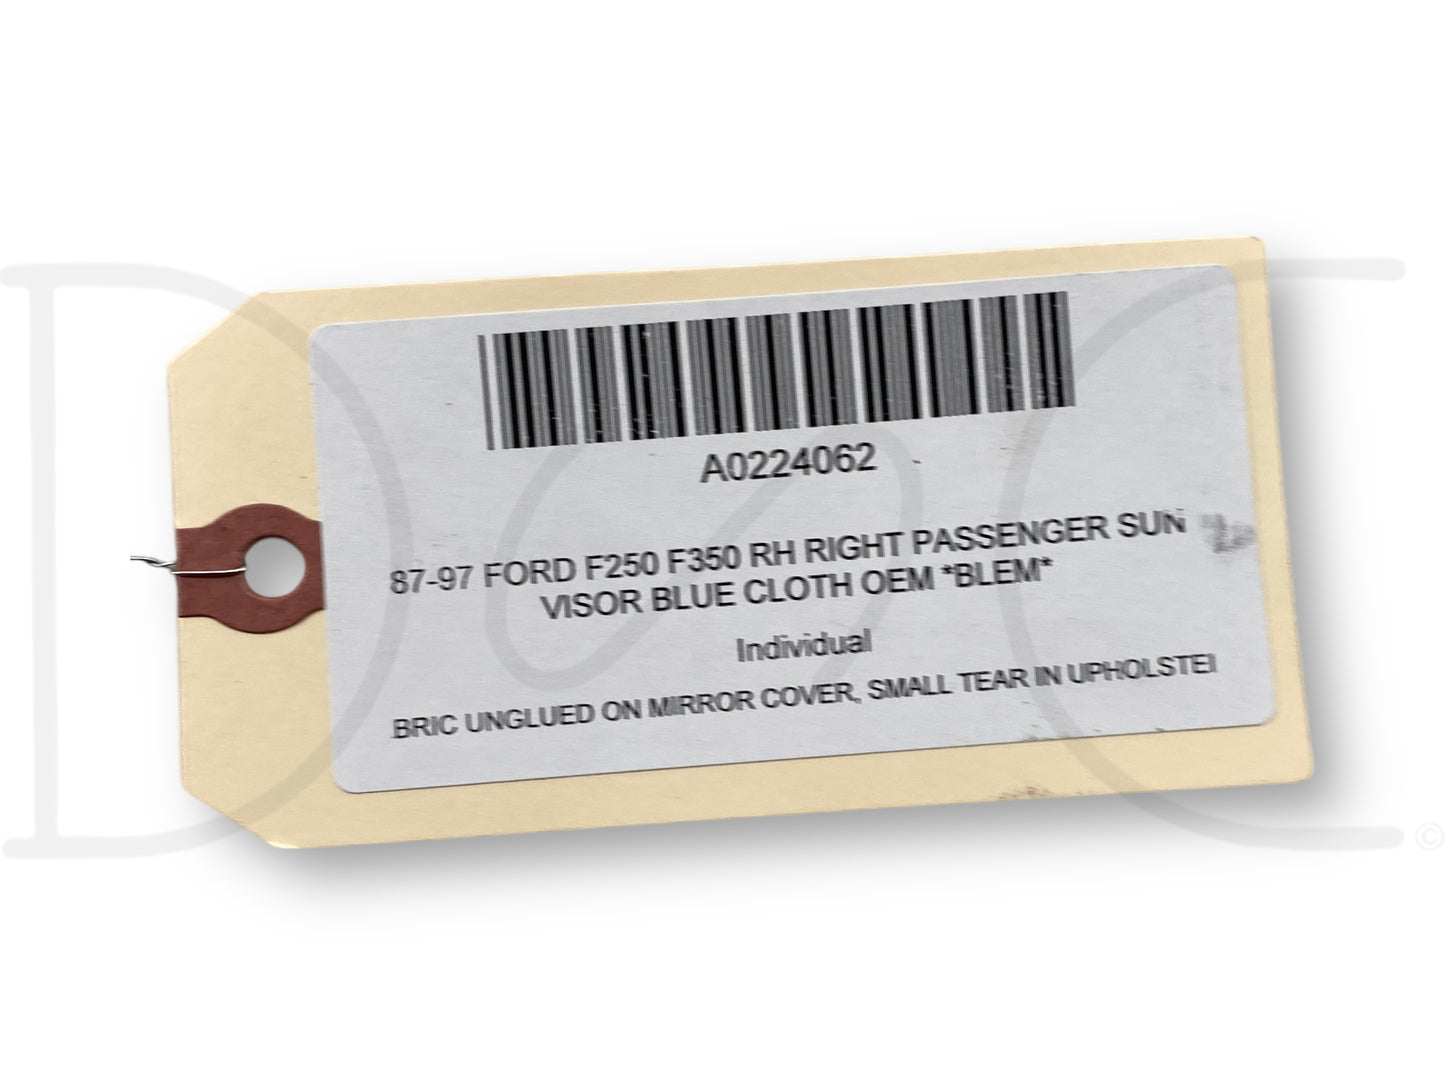 A0224062
87-97 FORD F250 F350 RH RIGHT PASSENGER SUN
VISOR BLUE CLOTH OEM *BLEM*
Individual
BRIC UNGLUED ON MIRROR COVER, SMALL TEAR IN UPHOLSTEI
D C ©